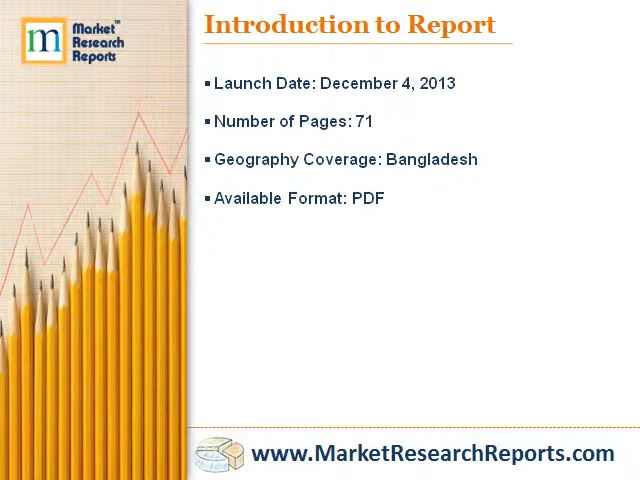 m
Market™
Research
Reports
Introduction to Report
▪ Launch Date: December 4, 2013
▪ Number of Pages: 71
▪ Geography Coverage: Bangladesh
▪ Available Format: PDF
www.MarketResearchReports.com